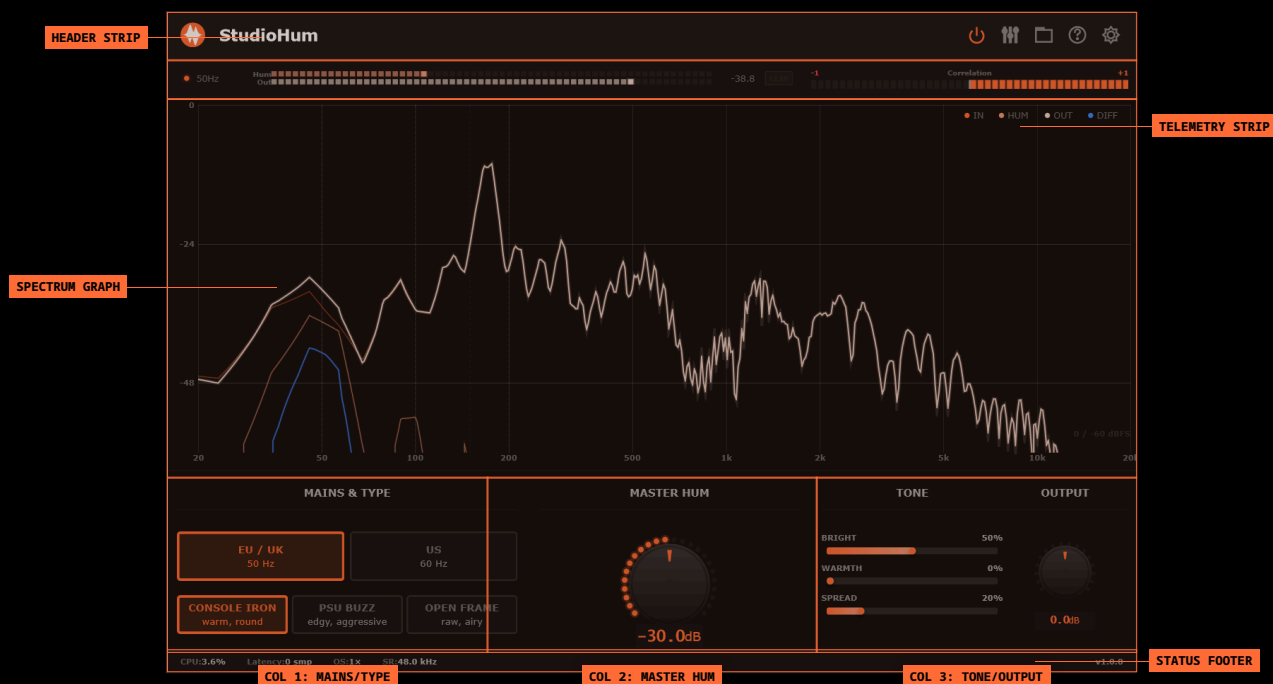 HEADER STRIP
StudioHum
50Hz
Hum
Out
-38.8
-1 Correlation +1
0
IN HUM OUT DIFF
TELEMETRY STRIP
-24
SPECTRUM GRAPH
-48
0 / -60 dBFS
20 50 100 200 500 1k 2k 5k 10k 20k
MAINS & TYPE
MASTER HUM
TONE
OUTPUT
EU / UK
50 Hz
US
60 Hz
BRIGHT 50%
WARMTH 0%
SPREAD 20%
CONSOLE IRON
warm, round
PSU BUZZ
edgy, aggressive
OPEN FRAME
raw, airy
-30.0dB
0.0dB
CPU:3.6% Latency:0 smp OS:1× SR:48.0 kHz
v1.0.0
STATUS FOOTER
COL 1: MAINS/TYPE
COL 2: MASTER HUM
COL 3: TONE/OUTPUT